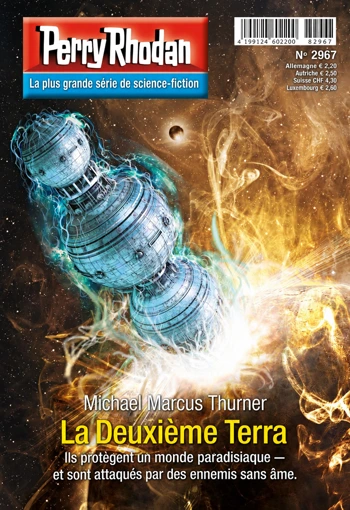 Perry Rhodan
La plus grande série de science-fiction
4 199124 602200
82967
N° 2967
Allemagne € 2,20
Autriche € 2,50
Suisse CHF 4,30
Luxembourg € 2,60
Michael Marcus Thurner
La Deuxième Terra
Ils protègent un monde paradisiaque —
et sont attaqués par des ennemis sans âme.